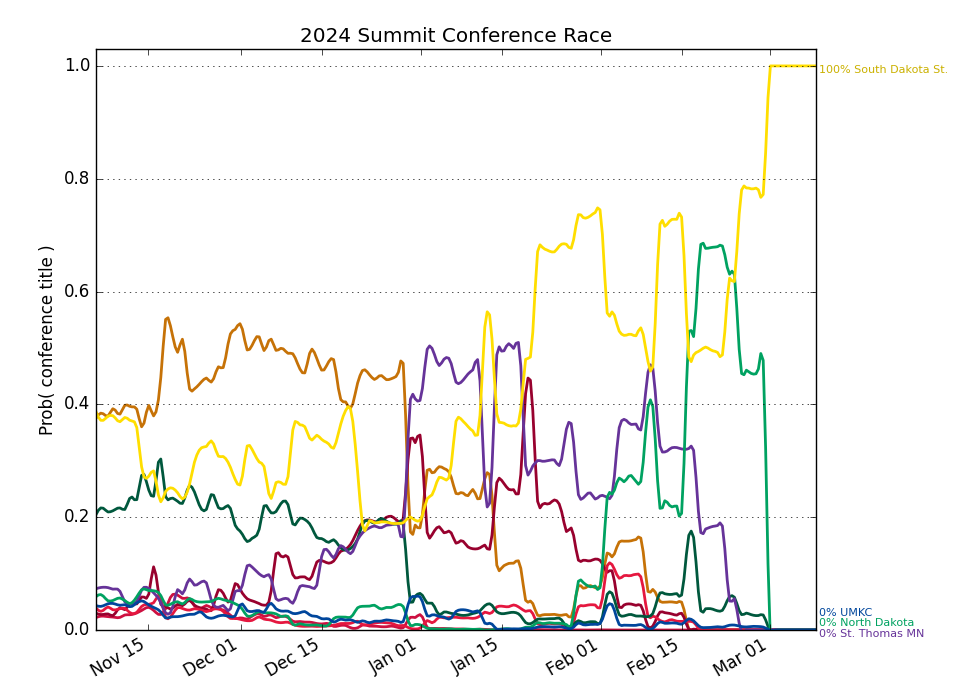 2024 Summit Conference Race
Prob( conference title )
1.0
0.8
0.6
0.4
0.2
0.0
100% South Dakota St.
0% UMKC
0% North Dakota
0% St. Thomas MN
Nov 15
Dec 01
Dec 15
Jan 01
Jan 15
Feb 01
Feb 15
Mar 01